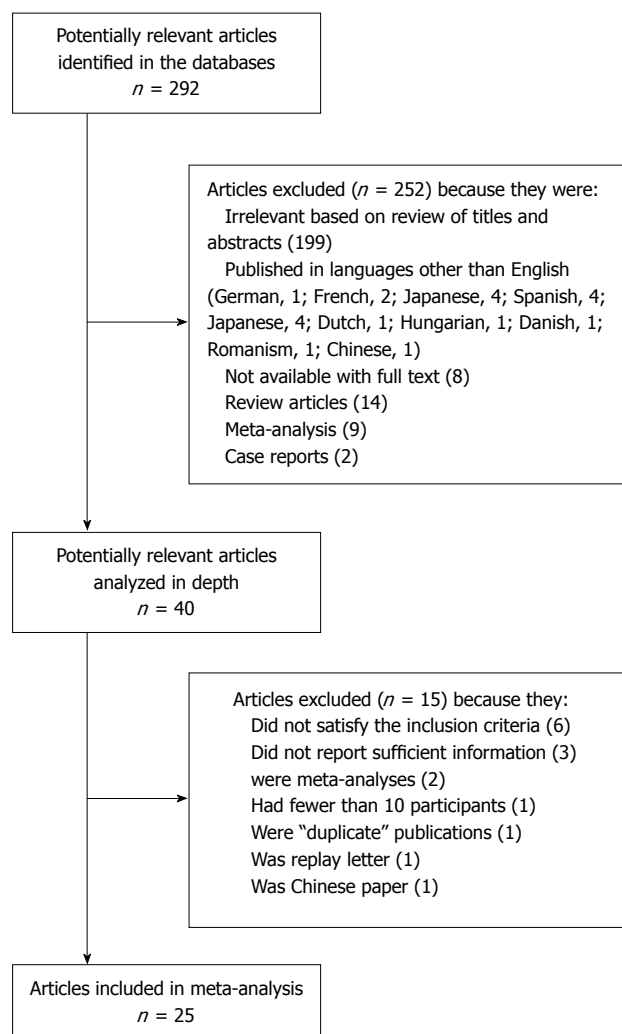 Potentially relevant articles
identified in the databases
n = 292
Articles excluded (n = 252) because they were:
Irrelevant based on review of titles and
abstracts (199)
Published in languages other than English
(German, 1; French, 2; Japanese, 4; Spanish, 4;
Japanese, 4; Dutch, 1; Hungarian, 1; Danish, 1;
Romanism, 1; Chinese, 1)
Not available with full text (8)
Review articles (14)
Meta-analysis (9)
Case reports (2)
Potentially relevant articles
analyzed in depth
n = 40
Articles excluded (n = 15) because they:
Did not satisfy the inclusion criteria (6)
Did not report sufficient information (3)
were meta-analyses (2)
Had fewer than 10 participants (1)
Were “duplicate” publications (1)
Was replay letter (1)
Was Chinese paper (1)
Articles included in meta-analysis
n = 25